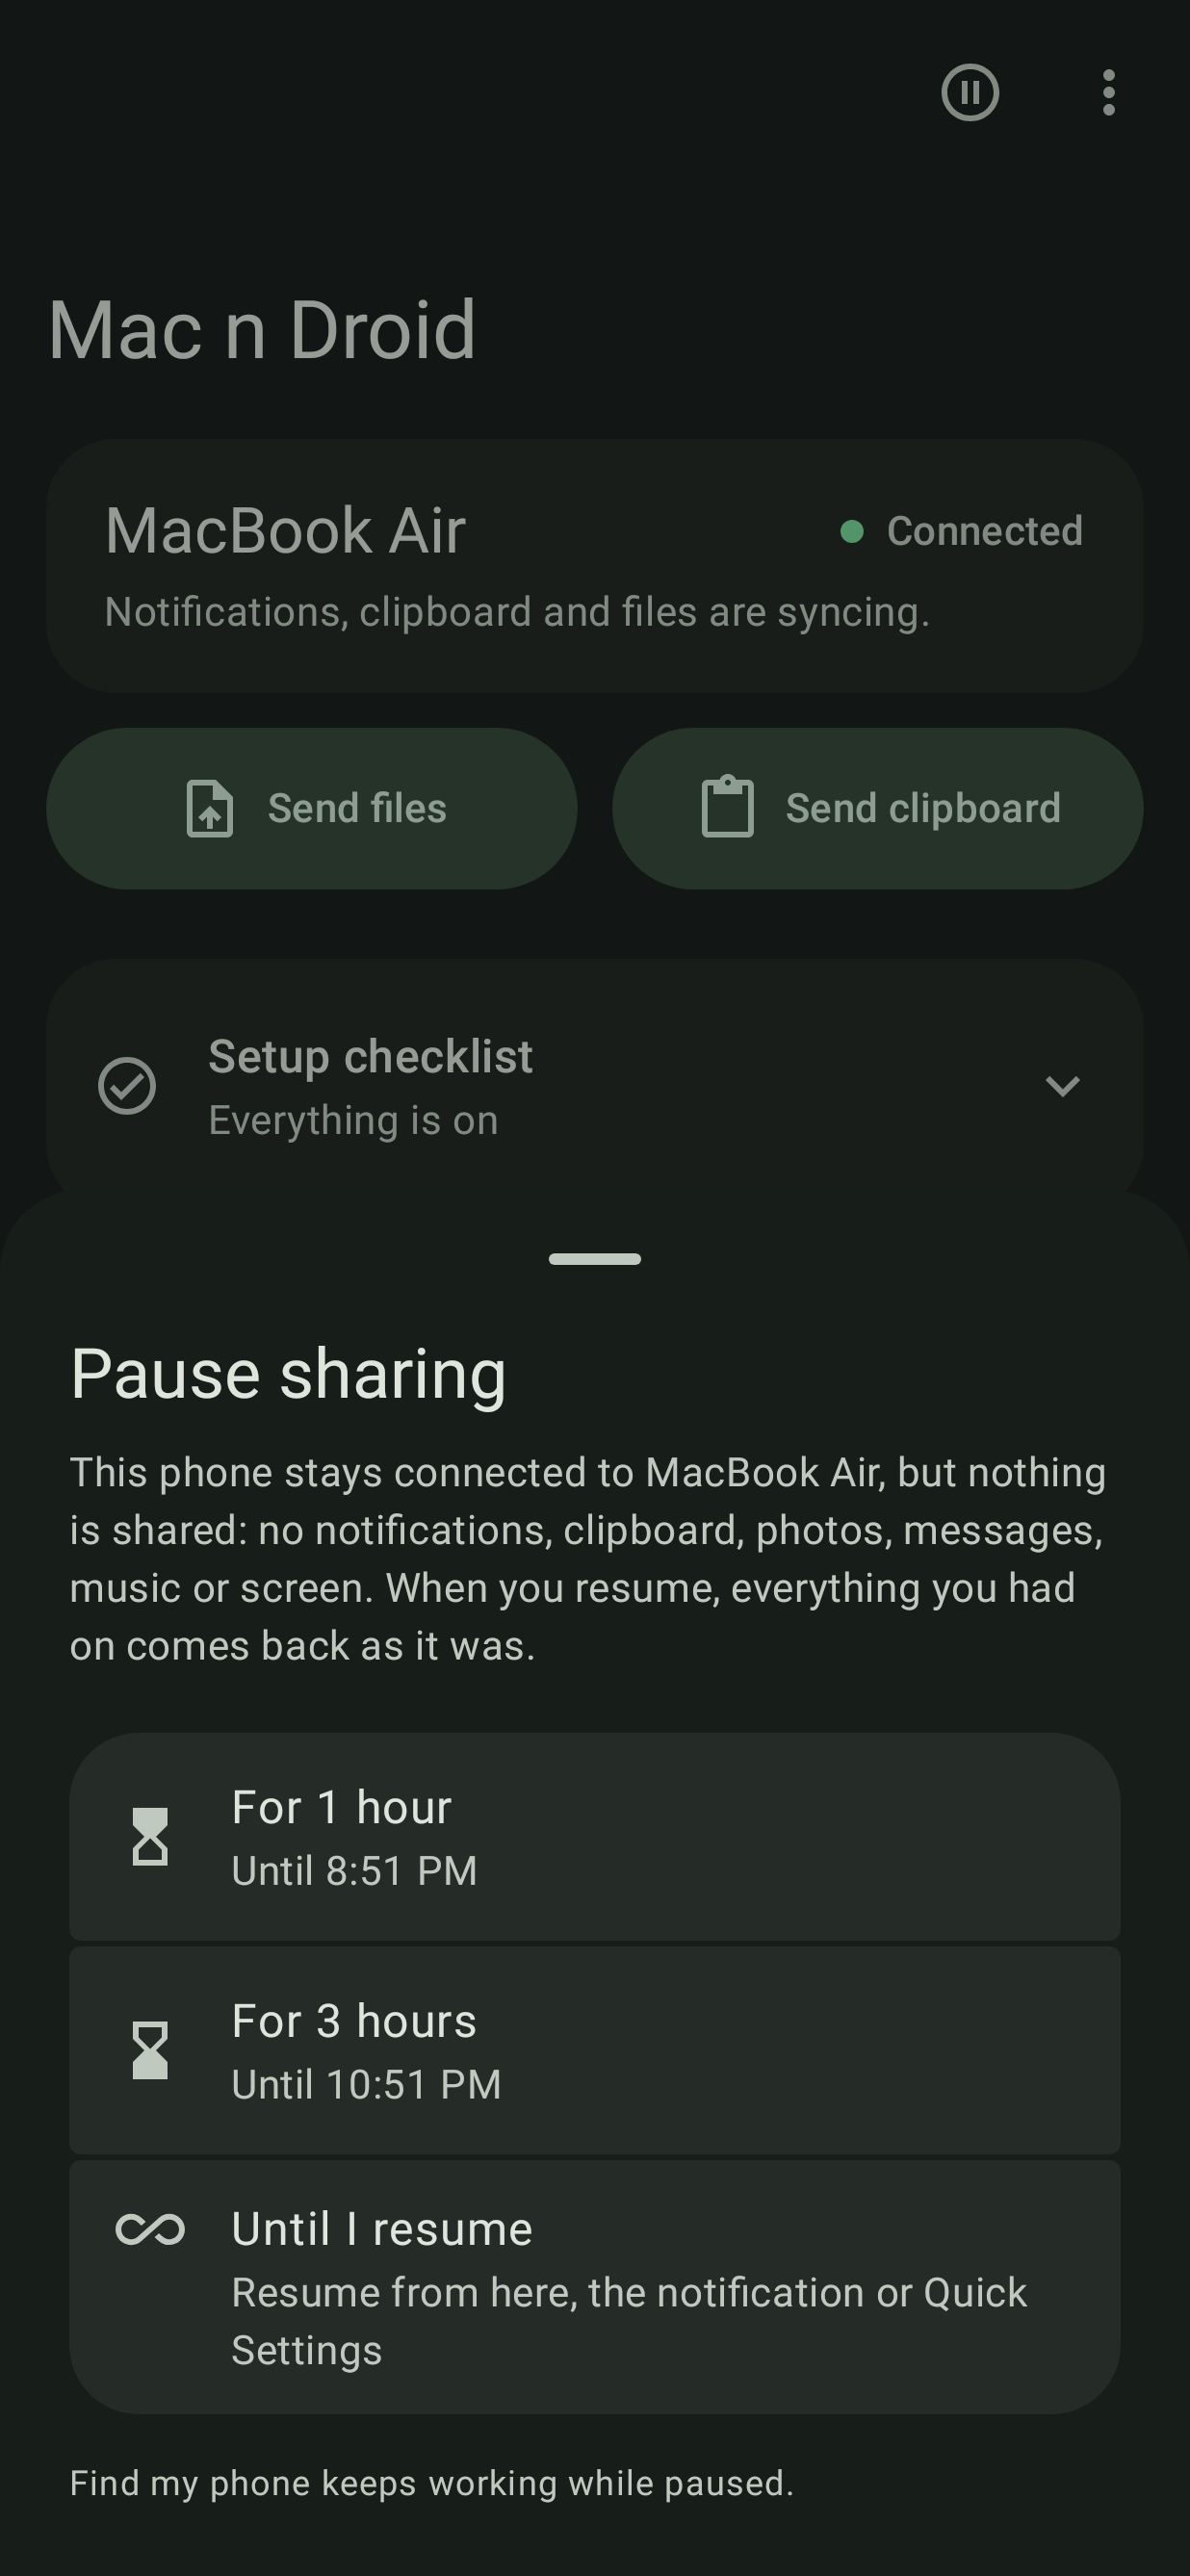 Mac n Droid
MacBook Air
Connected
Notifications, clipboard and files are syncing.
Send files
Send clipboard
Setup checklist
Everything is on
Pause sharing
This phone stays connected to MacBook Air, but nothing
is shared: no notifications, clipboard, photos, messages,
music or screen. When you resume, everything you had
on comes back as it was.
For 1 hour
Until 8:51 PM
For 3 hours
Until 10:51 PM
Until I resume
Resume from here, the notification or Quick
Settings
Find my phone keeps working while paused.